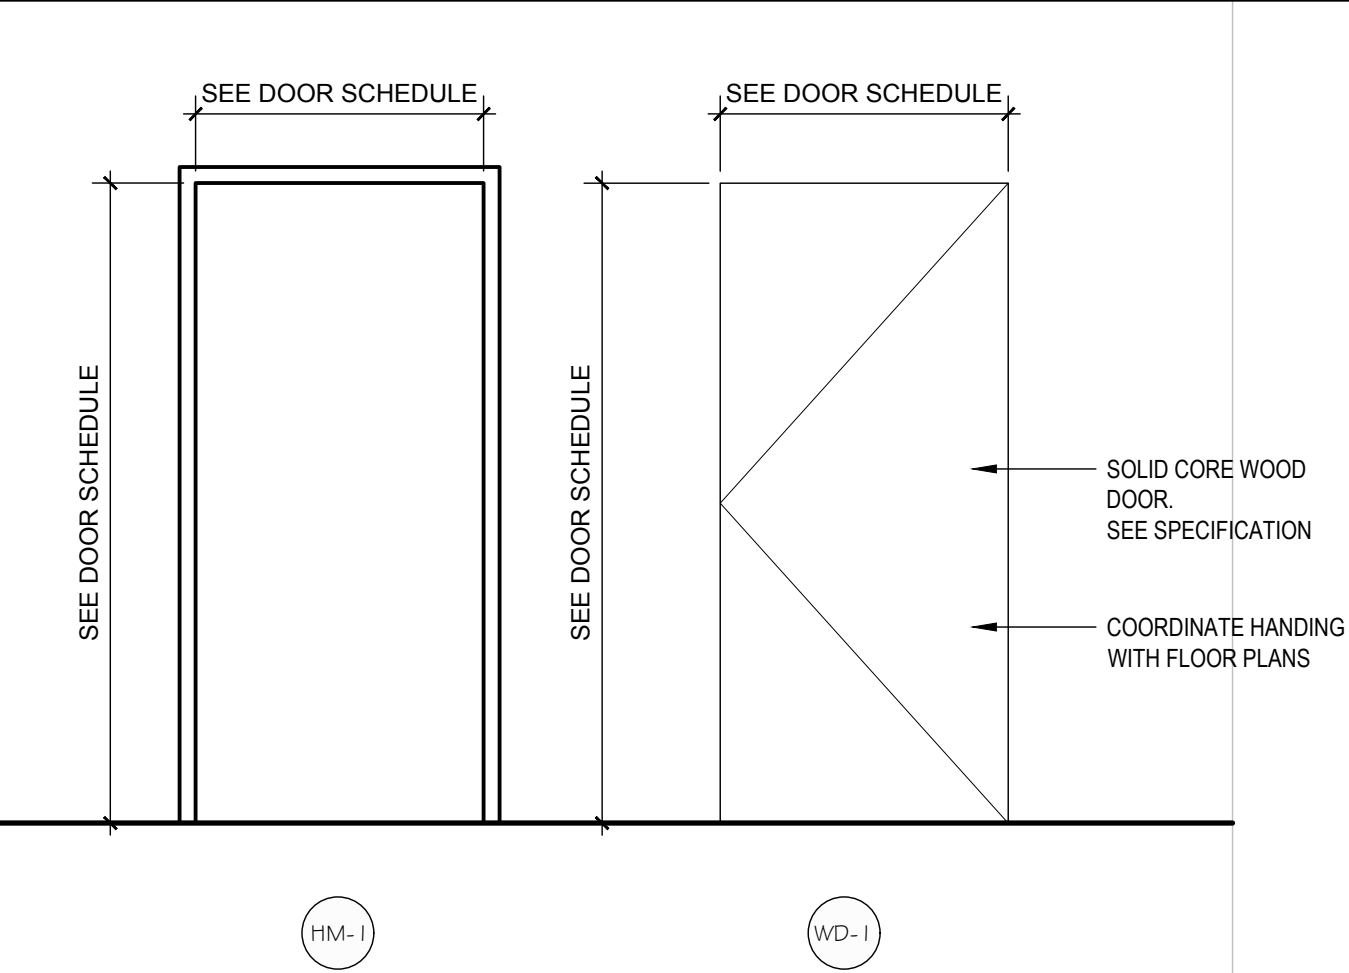 SEE DOOR SCHEDULE
SEE DOOR SCHEDULE
SEE DOOR SCHEDULE
SEE DOOR SCHEDULE
SOLID CORE WOOD
DOOR.
SEE SPECIFICATION
COORDINATE HANDING
WITH FLOOR PLANS
HM-1
WD-1